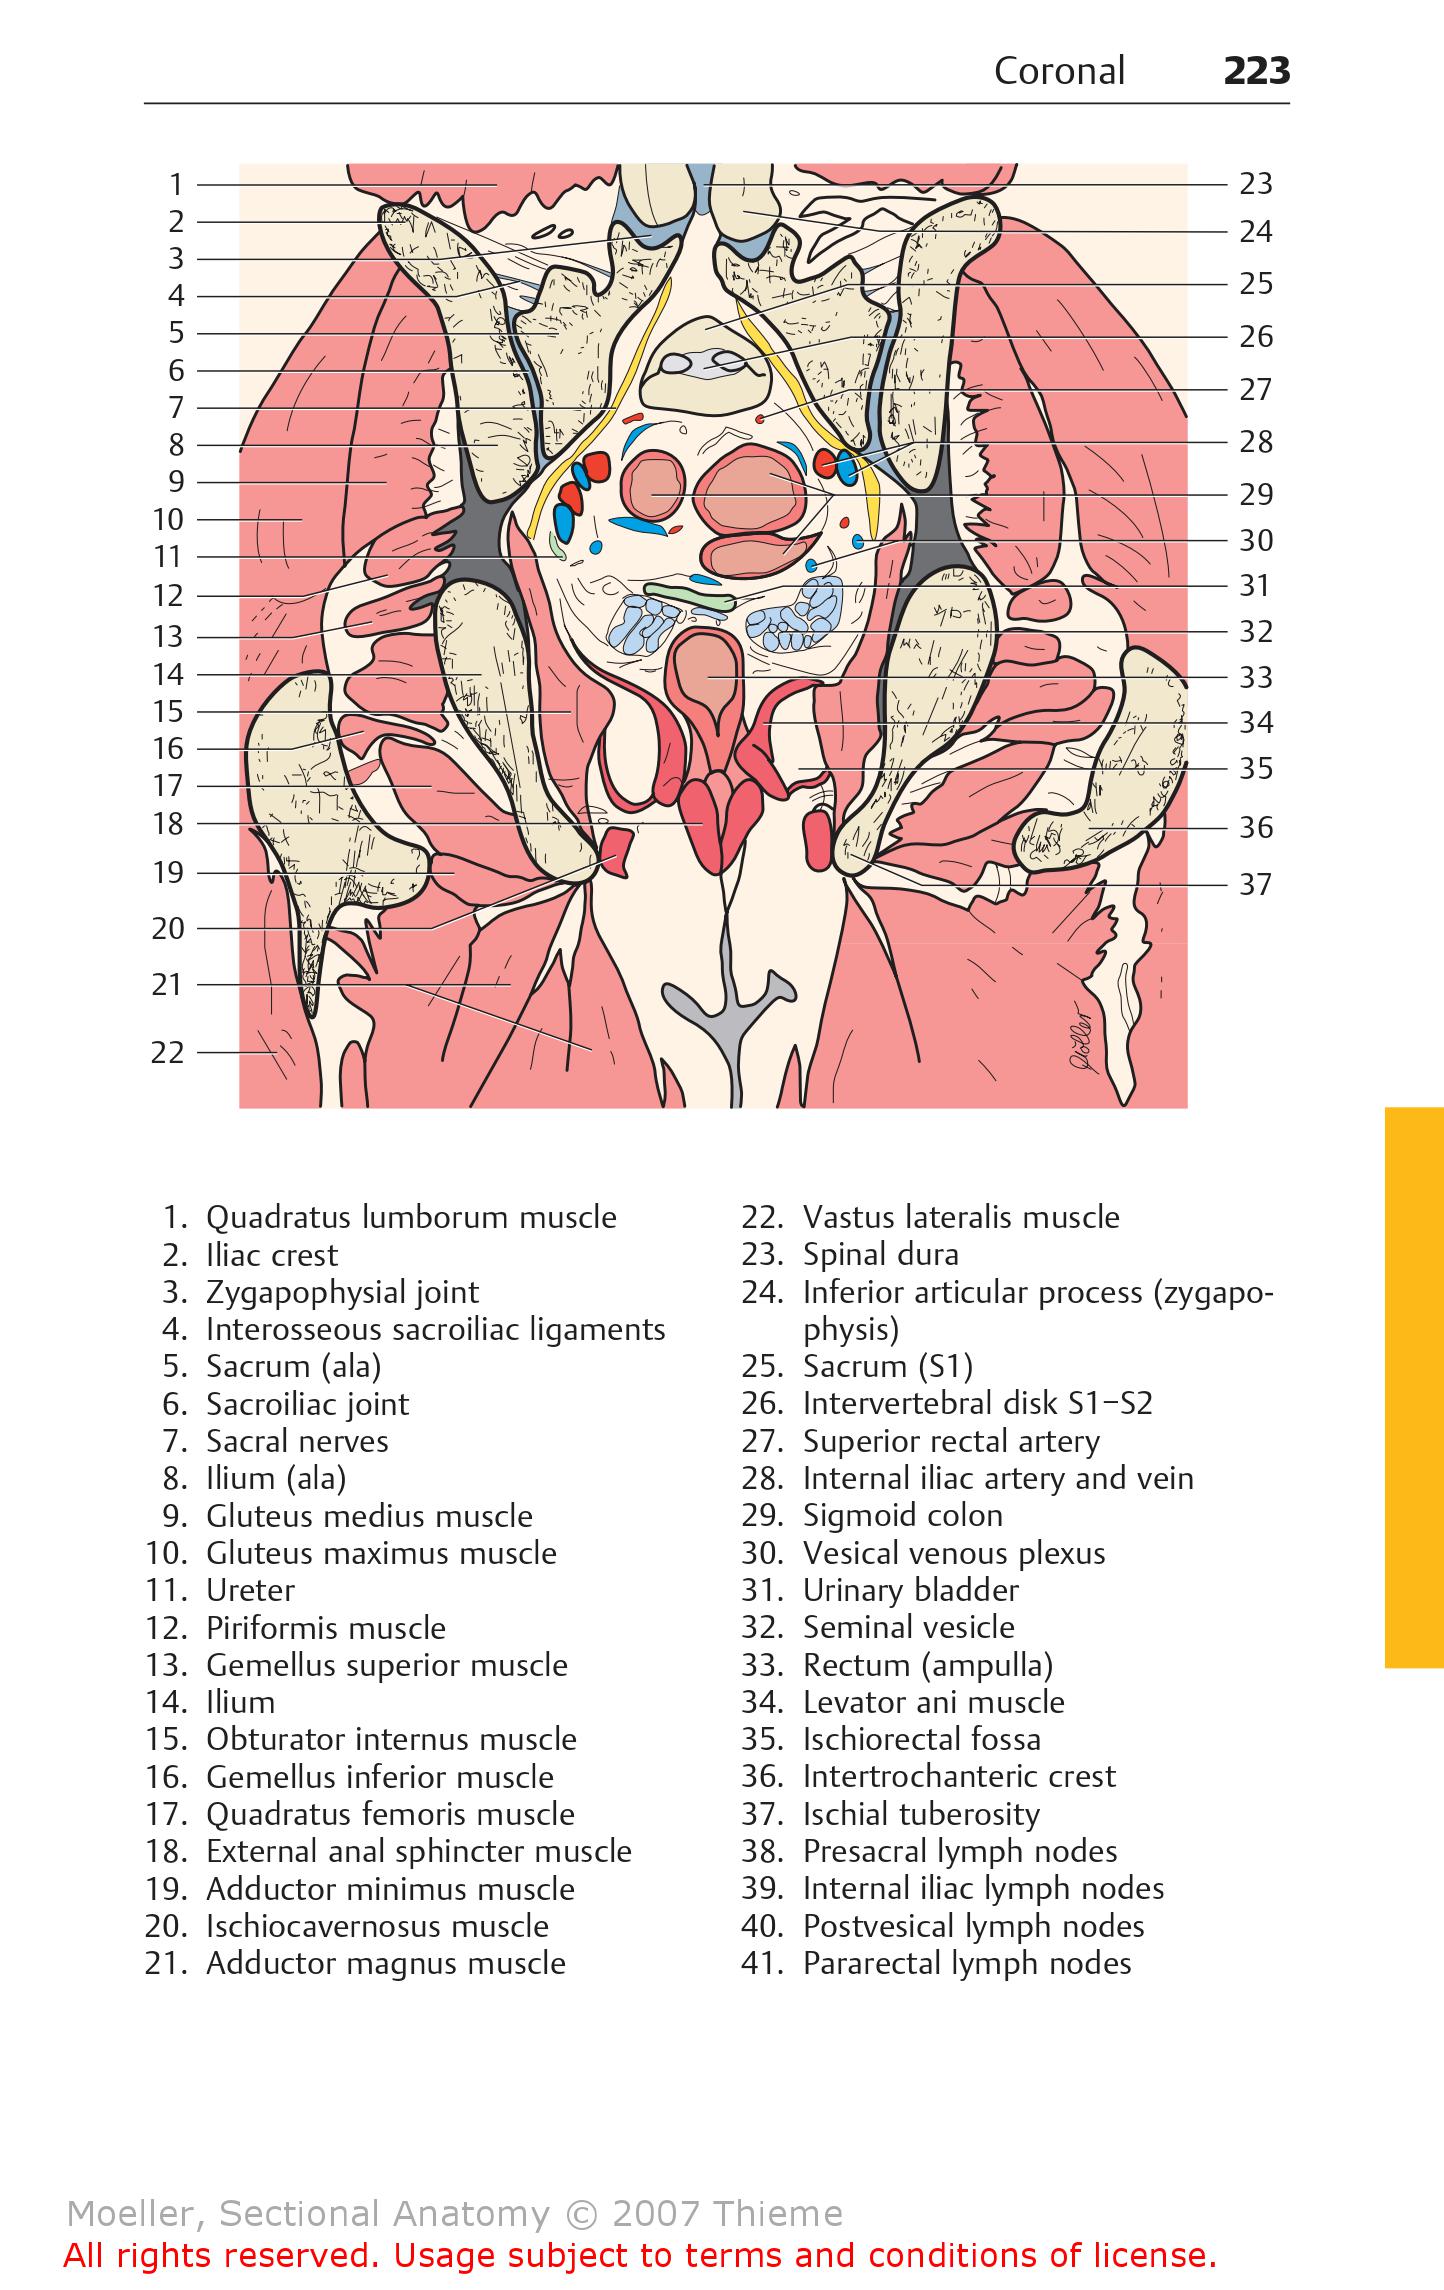 Coronal 223
1
2
3
4
5
6
7
8
9
10
11
12
13
14
15
16
17
18
19
20
21
22
23
24
25
26
27
28
29
30
31
32
33
34
35
36
37
1. Quadratus lumborum muscle
2. Iliac crest
3. Zygapophysial joint
4. Interosseous sacroiliac ligaments
5. Sacrum (ala)
6. Sacroiliac joint
7. Sacral nerves
8. Ilium (ala)
9. Gluteus medius muscle
10. Gluteus maximus muscle
11. Ureter
12. Piriformis muscle
13. Gemellus superior muscle
14. Ilium
15. Obturator internus muscle
16. Gemellus inferior muscle
17. Quadratus femoris muscle
18. External anal sphincter muscle
19. Adductor minimus muscle
20. Ischiocavernosus muscle
21. Adductor magnus muscle
22. Vastus lateralis muscle
23. Spinal dura
24. Inferior articular process (zygapo-
physis)
25. Sacrum (S1)
26. Intervertebral disk S1–S2
27. Superior rectal artery
28. Internal iliac artery and vein
29. Sigmoid colon
30. Vesical venous plexus
31. Urinary bladder
32. Seminal vesicle
33. Rectum (ampulla)
34. Levator ani muscle
35. Ischiorectal fossa
36. Intertrochanteric crest
37. Ischial tuberosity
38. Presacral lymph nodes
39. Internal iliac lymph nodes
40. Postvesical lymph nodes
41. Pararectal lymph nodes
Moeller, Sectional Anatomy © 2007 Thieme
All rights reserved. Usage subject to terms and conditions of license.